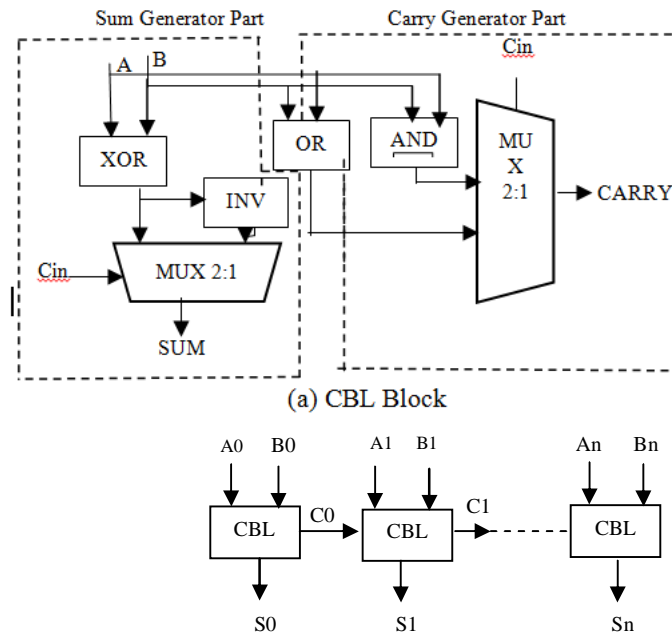 Sum Generator Part
Carry Generator Part
A
B
Cin
XOR
OR
AND
MU
X
2:1
INV
CARRY
Cin
MUX 2:1
SUM
(a) CBL Block
A0
B0
A1
B1
An
Bn
CBL
C0
CBL
C1
CBL
S0
S1
Sn